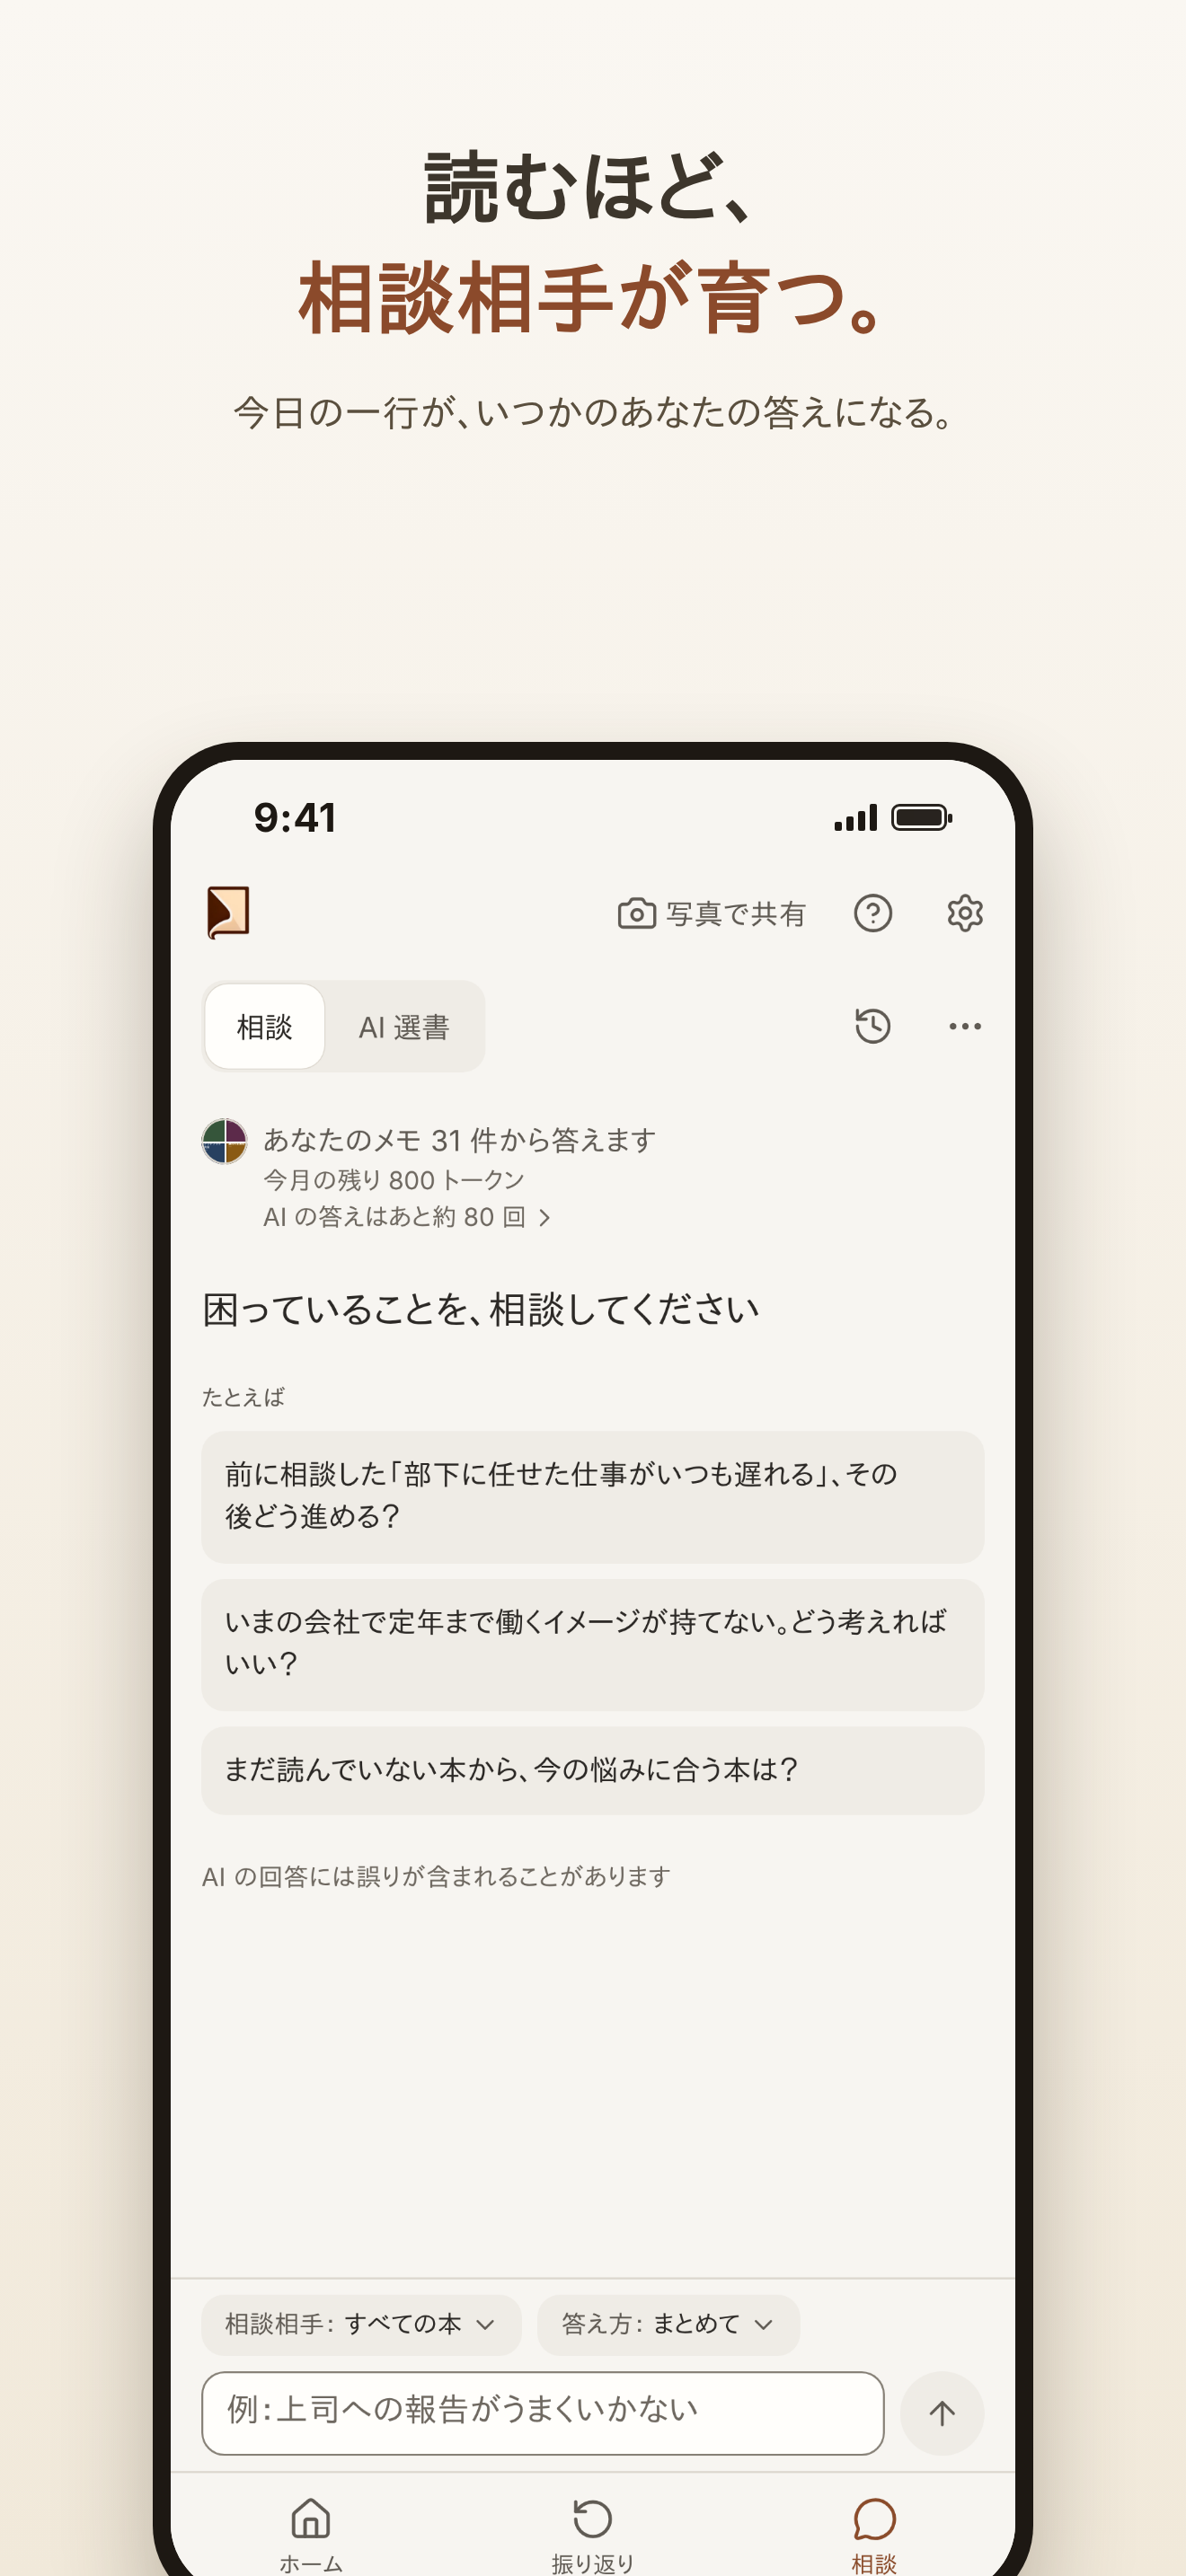 読むほど、
相談相手が育つ。
今日の一行が、いつかのあなたの答えになる。
9:41
写真で共有
相談
AI 選書
あなたのメモ 31 件から答えます
今月の残り 800 トークン
AI の答えはあと約 80 回
困っていることを、相談してください
たとえば
前に相談した「部下に任せた仕事がいつも遅れる」、その
後どう進める？
いまの会社で定年まで働くイメージが持てない。どう考えれば
いい？
まだ読んでいない本から、今の悩みに合う本は？
AI の回答には誤りが含まれることがあります
相談相手：すべての本
答え方：まとめて
例：上司への報告がうまくいかない
ホーム
振り返り
相談